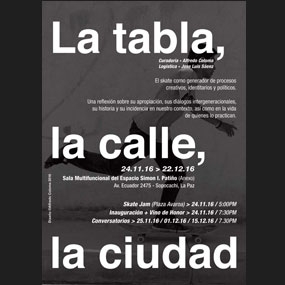 La tabla,
Curaduría • Alfredo Coloma
Logística • Jose Luis Sáenz
El skate como generador de procesos
creativos, identitarios y políticos.
Una reflexión sobre su apropiación, sus diálogos intergeneracionales,
su historia y su incidencia en nuestro contexto, así como en la vida
de quienes lo practican.
la calle,
24.11.16 > 22.12.16
Sala Multifuncional del Espacio Simon I. Patiño (Anexo)
Av. Ecuador 2475 - Sopocachi, La Paz
Skate Jam (Plaza Avaroa) > 24.11.16 / 5:00PM
Inauguración + Vino de Honor > 24.11.16 / 7:30PM
Conversatorios > 25.11.16 / 01.12.16 / 15.12.16 / 7:30PM
la ciudad